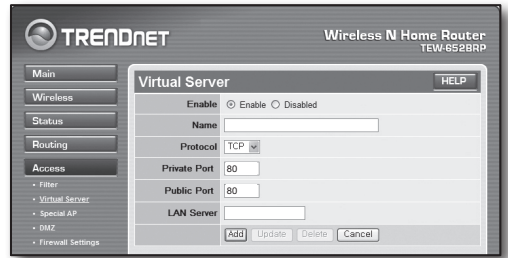 TRENDNET
Wireless N Home Router
TEW-652BRP
Main
Wireless
Status
Routing
Access
• Filter
• Virtual Server
• Special AP
• DMZ
• Firewall Settings
Virtual Server
HELP
Enable Enable Disabled
Name
Protocol TCP
Private Port 80
Public Port 80
LAN Server
Add Update Delete Cancel